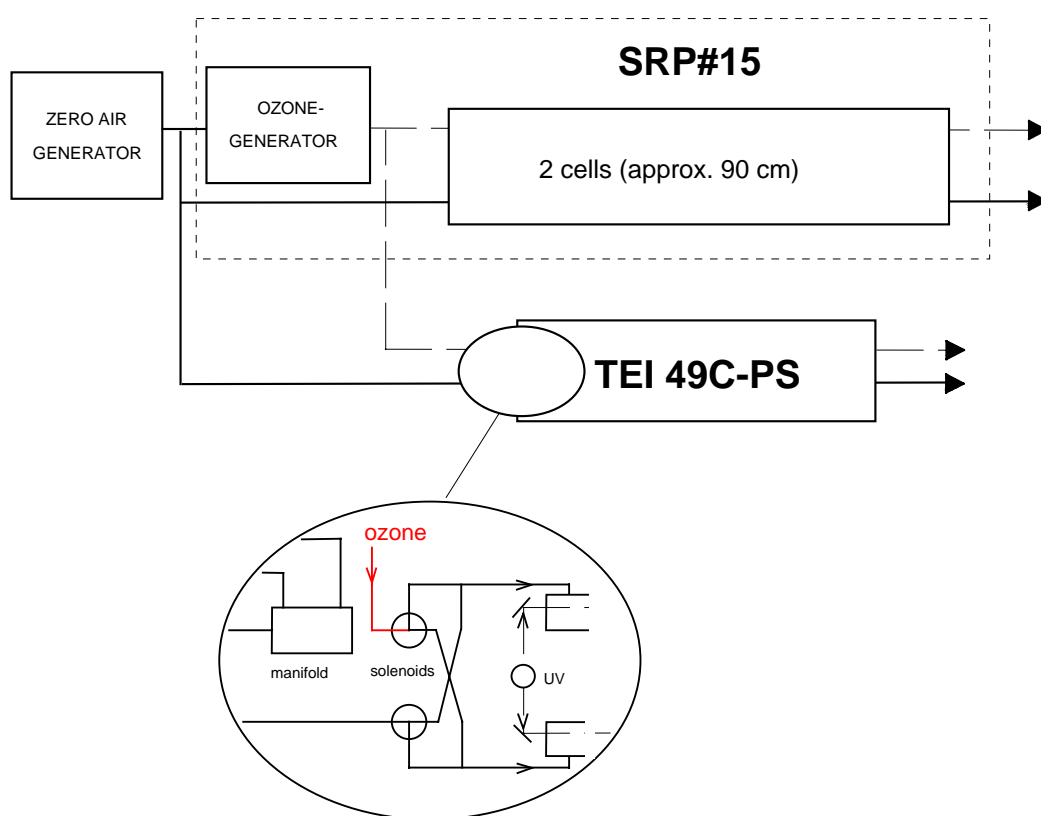 SRP#15
ZERO AIR
GENERATOR
OZONE-
GENERATOR
2 cells (approx. 90 cm)
TEI 49C-PS
ozone
manifold
solenoids
UV